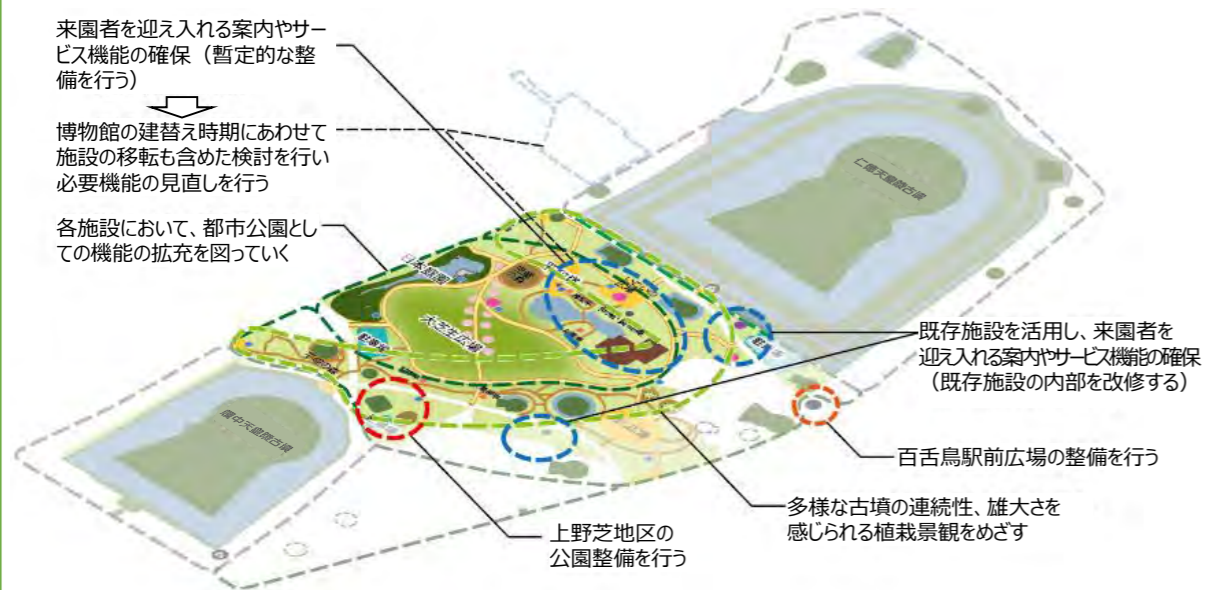 来園者を迎え入れる案内やサー
ビス機能の確保（暫定的な整
備を行う）
博物館の建替え時期にあわせて
施設の移転も含めた検討を行い
必要機能の見直しを行う
各施設において、都市公園とし
ての機能の拡充を図っていく
仁徳天皇陵古墳
日本庭園
大芝生広場
駐車場
履中天皇陵古墳
既存施設を活用し、来園者を
迎え入れる案内やサービス機能の確保
（既存施設の内部を改修する）
百舌鳥駅前広場の整備を行う
多様な古墳の連続性、雄大さを
感じられる植栽景観をめざす
上野芝地区の
公園整備を行う